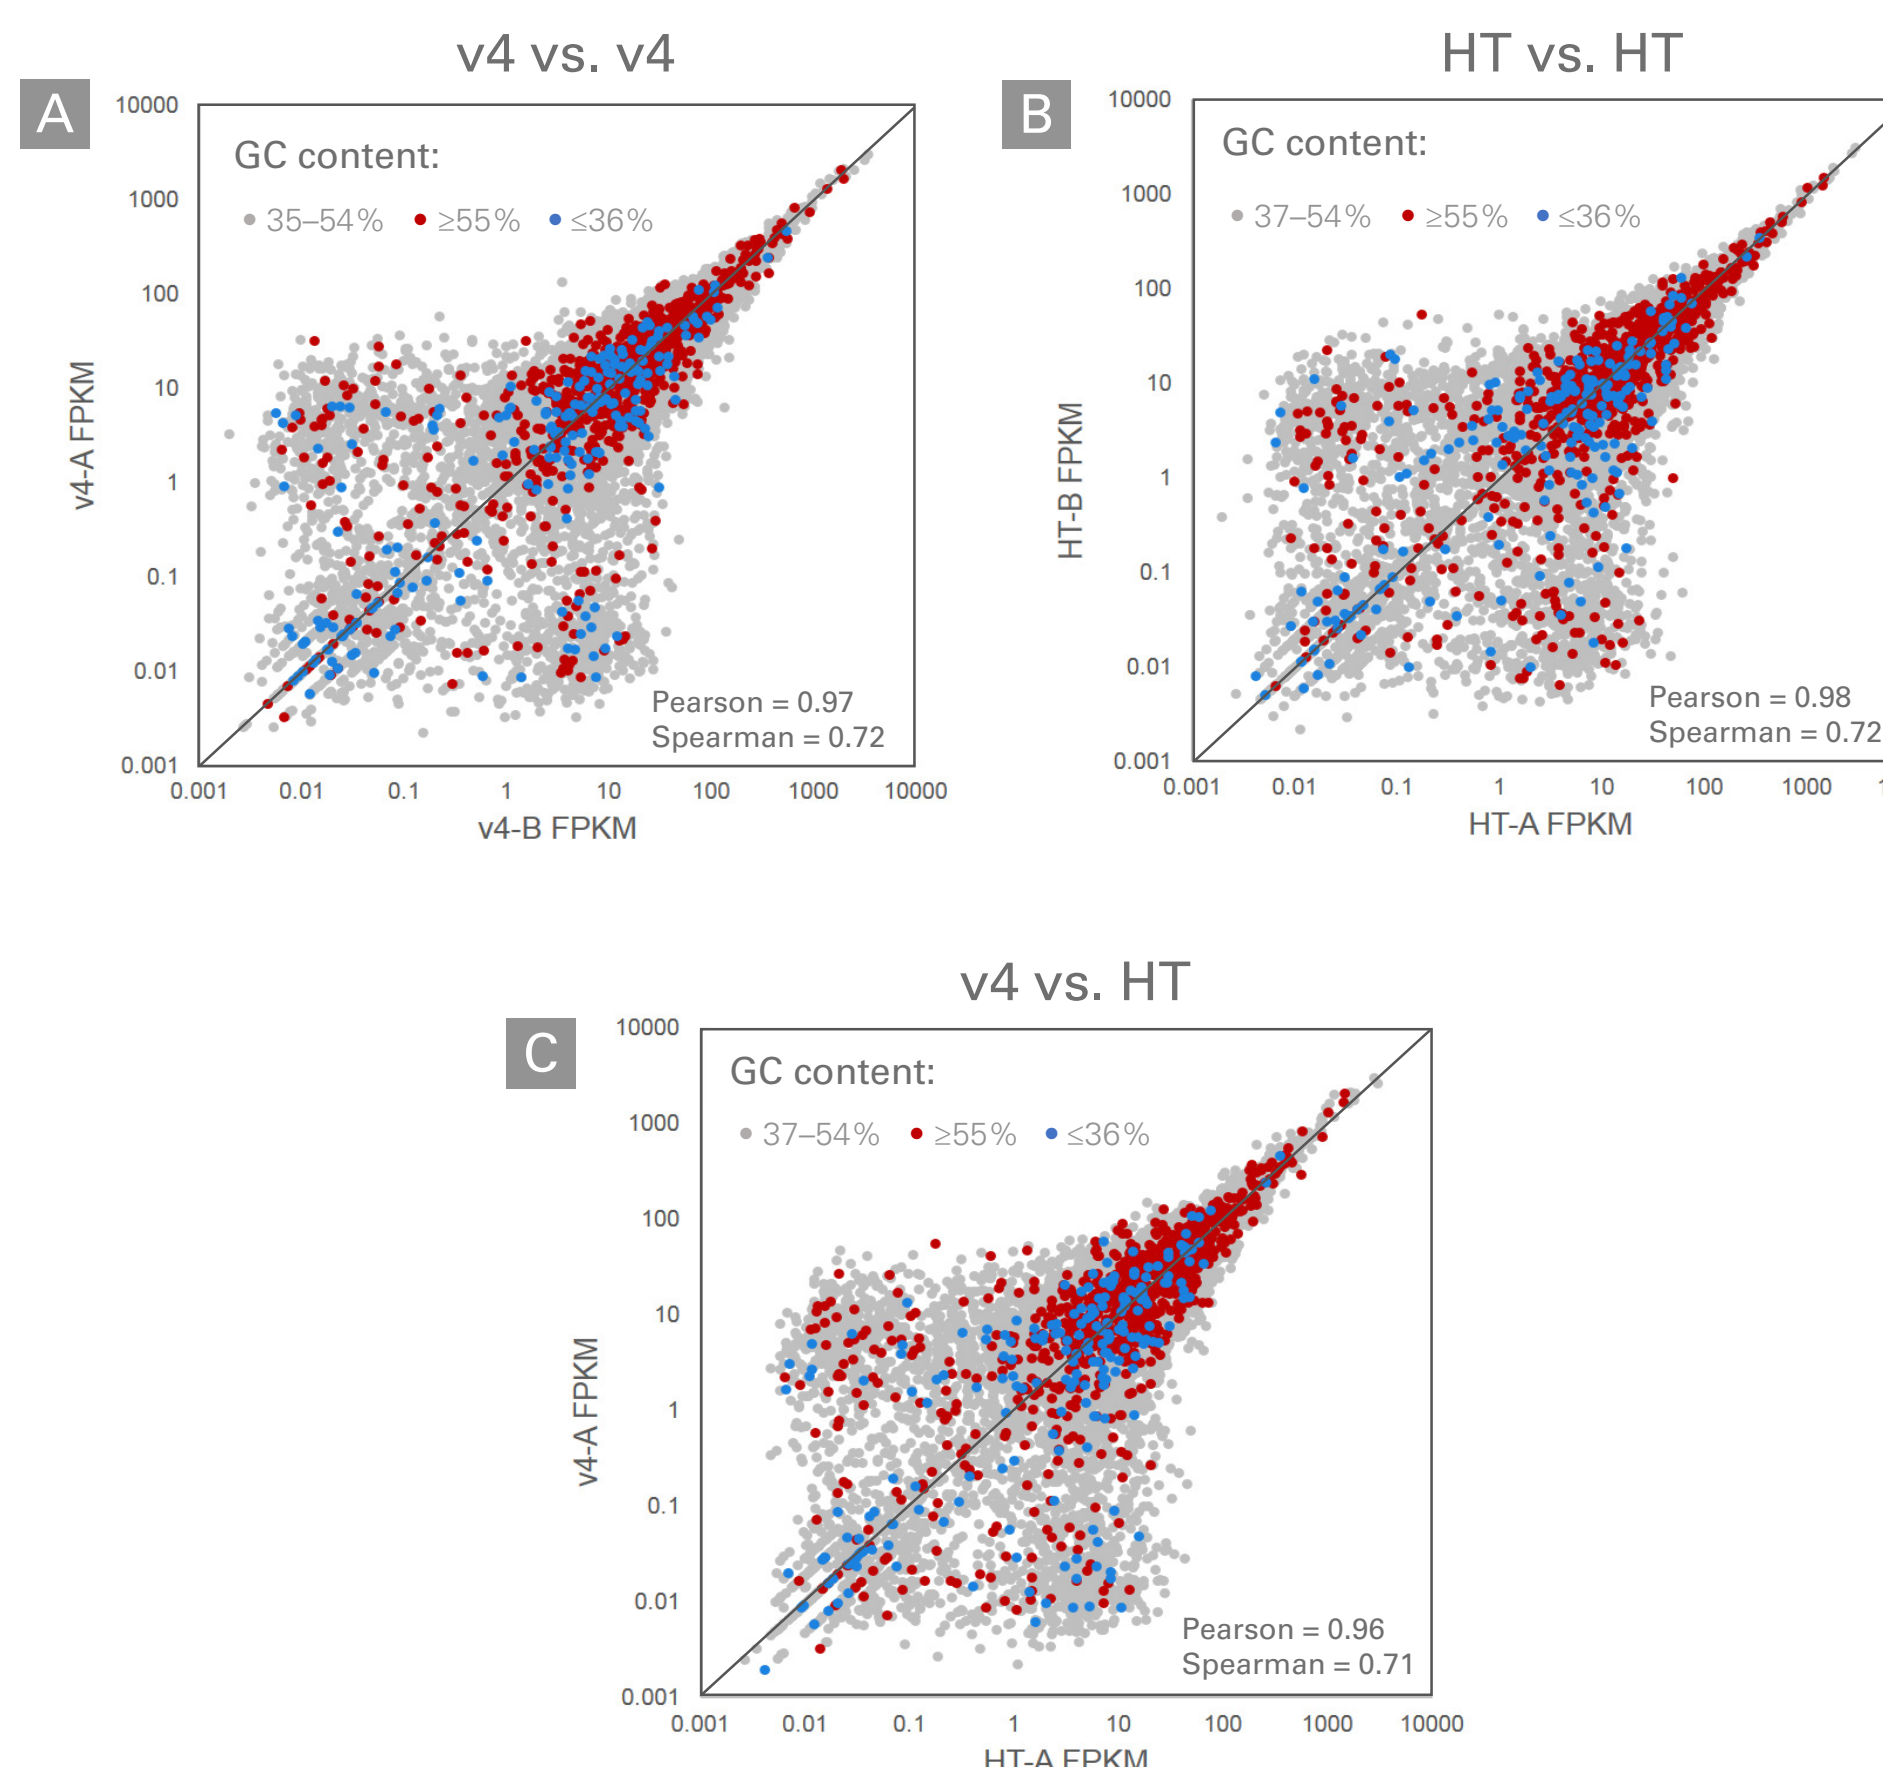 v4 vs. v4
A
GC content:
35–54% ≥55% ≤36%
10000
1000
100
10
1
0.1
0.01
0.001
v4-A FPKM
Pearson = 0.97
Spearman = 0.72
0.001 0.01 0.1 1 10 100 1000 10000
v4-B FPKM
HT vs. HT
B
GC content:
37–54% ≥55% ≤36%
10000
1000
100
10
1
0.1
0.01
0.001
HT-B FPKM
Pearson = 0.98
Spearman = 0.72
0.001 0.01 0.1 1 10 100 1000
HT-A FPKM
v4 vs. HT
C
GC content:
37–54% ≥55% ≤36%
10000
1000
100
10
1
0.1
0.01
0.001
v4-A FPKM
Pearson = 0.96
Spearman = 0.71
0.001 0.01 0.1 1 10 100 1000 10000
HT-A FPKM